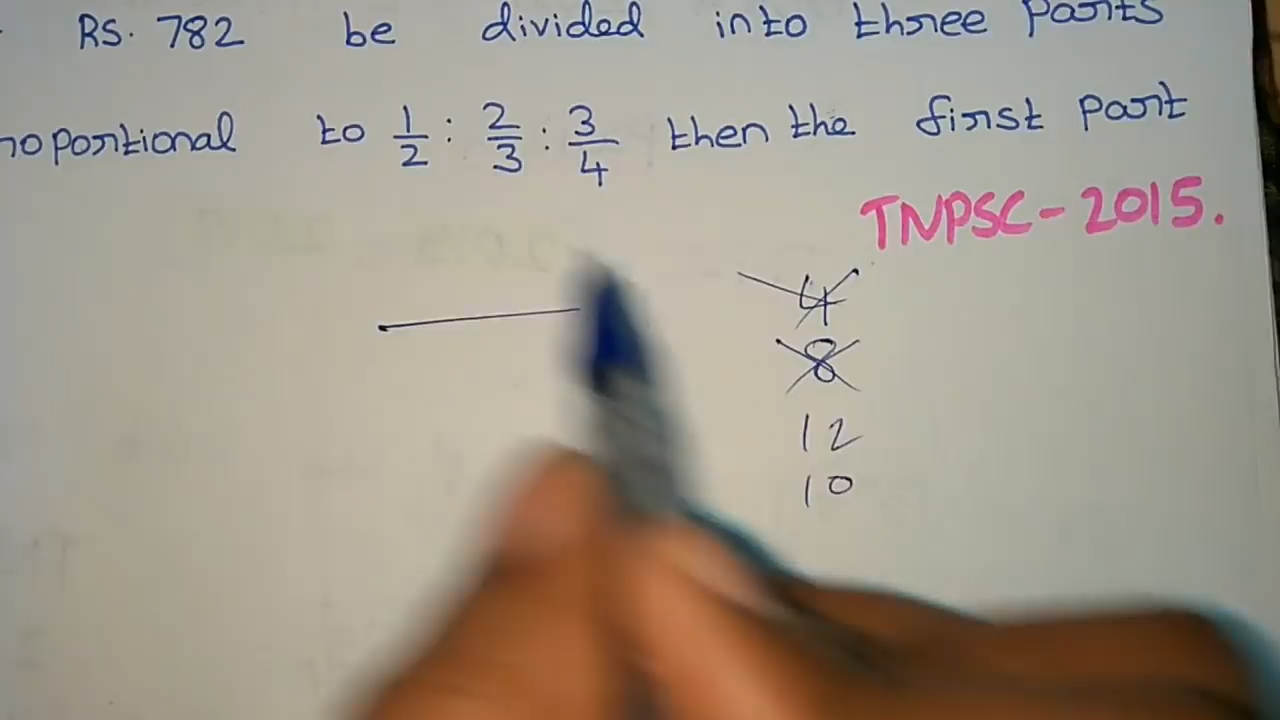 RS. 782 be divided into three parts
oportional to 1/2 : 2/3 : 3/4 then the first part
TNPSC-2015.
4
8
12
10